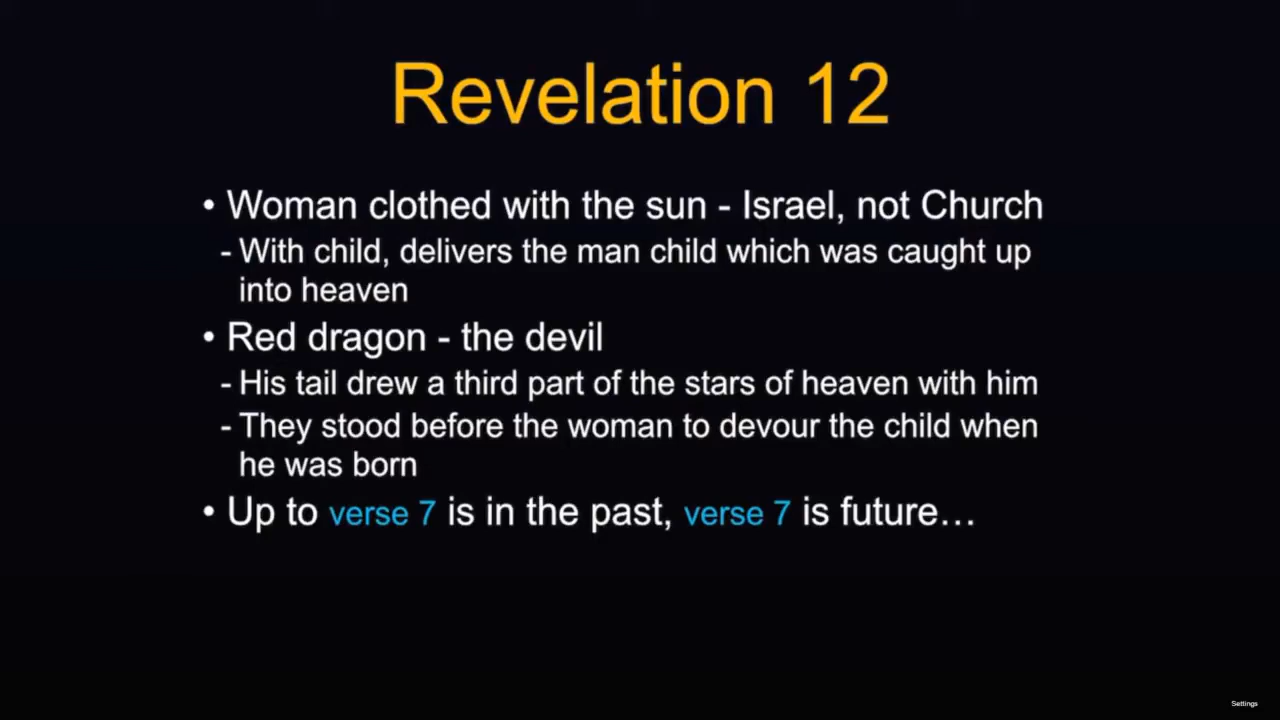 Revelation 12
• Woman clothed with the sun - Israel, not Church
- With child, delivers the man child which was caught up
into heaven
• Red dragon - the devil
- His tail drew a third part of the stars of heaven with him
- They stood before the woman to devour the child when
he was born
• Up to verse 7 is in the past, verse 7 is future…
Settings